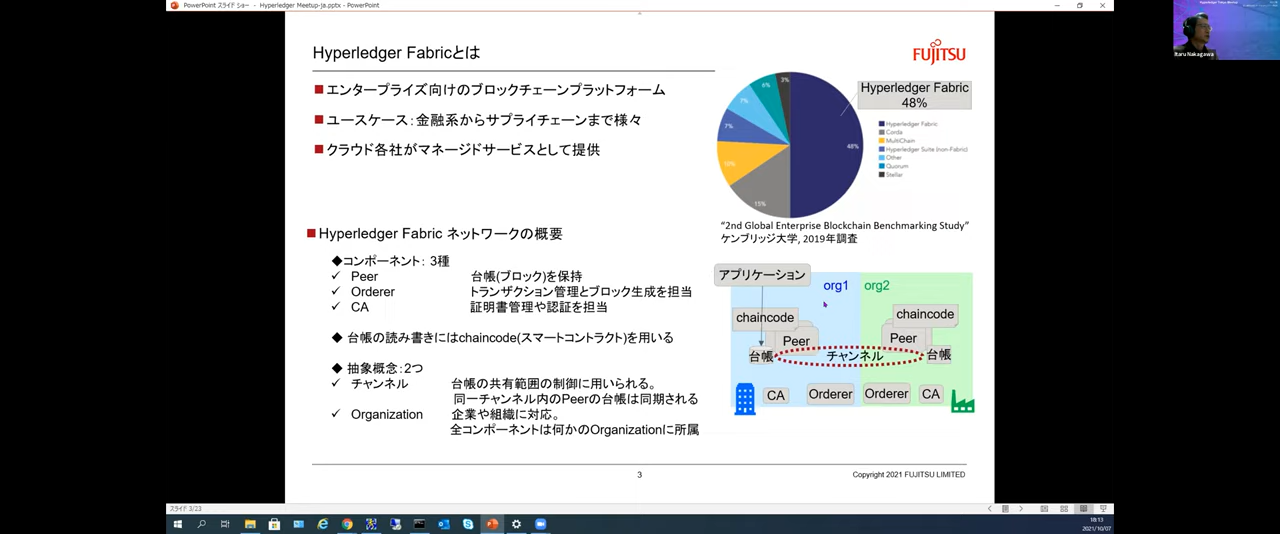 PowerPoint スライド ショー - Hyperledger Meetup-ja.pptx - PowerPoint
Itaru Nakagawa
Hyperledger Fabricとは
FUJITSU
■エンタープライズ向けのブロックチェーンプラットフォーム
■ユースケース：金融系からサプライチェーンまで様々
■クラウド各社がマネージドサービスとして提供
Hyperledger Fabric
48%
3%
6%
7%
7%
10%
15%
48%
Hyperledger Fabric
Corda
MultiChain
Hyperledger Suite (non-Fabric)
Other
Quorum
Stellar
“2nd Global Enterprise Blockchain Benchmarking Study”
ケンブリッジ大学, 2019年調査
■Hyperledger Fabric ネットワークの概要
◆コンポーネント：3種
✓ Peer 台帳(ブロック)を保持
✓ Orderer トランザクション管理とブロック生成を担当
✓ CA 証明書管理や認証を担当
◆ 台帳の読み書きにはchaincode(スマートコントラクト)を用いる
◆ 抽象概念：2つ
✓ チャンネル 台帳の共有範囲の制御に用いられる。
同一チャンネル内のPeerの台帳は同期される
✓ Organization 企業や組織に対応。
全コンポーネントは何かのOrganizationに所属
アプリケーション
org1 org2
chaincode chaincode
Peer Peer
台帳 チャンネル 台帳
CA Orderer Orderer CA
3
Copyright 2021 FUJITSU LIMITED
スライド 3/23
18:13
2021/10/07